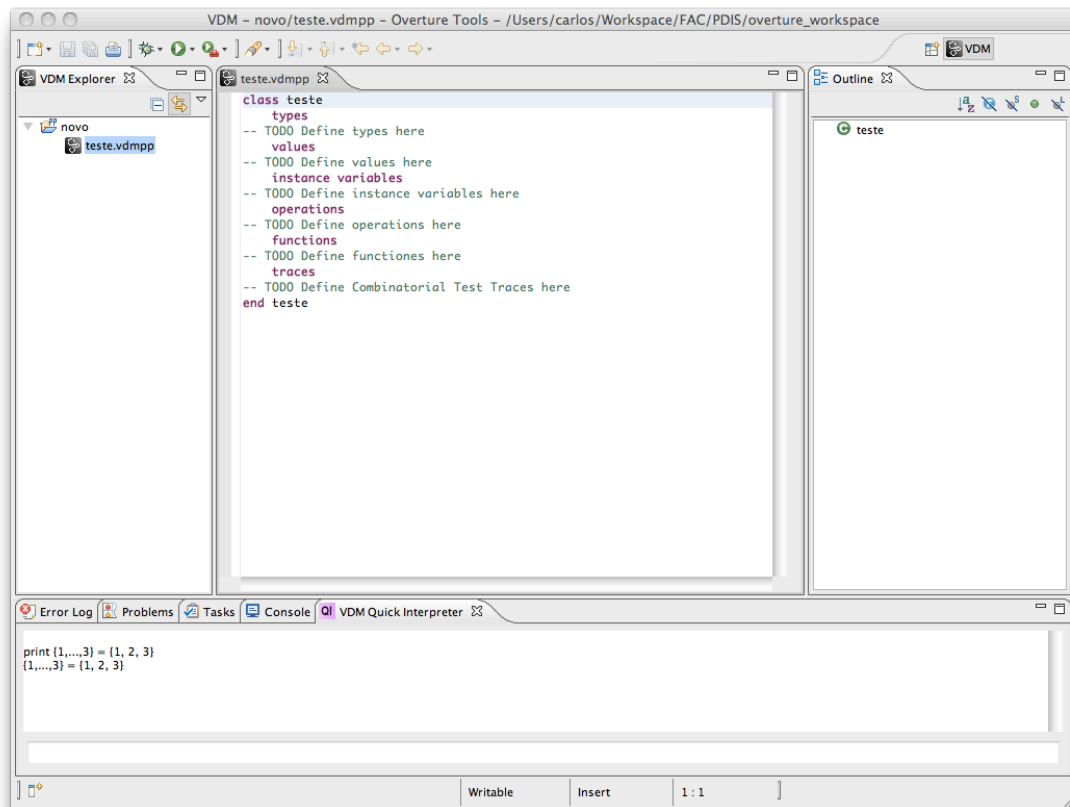 VDM – novo/teste.vdmpp – Overture Tools – /Users/carlos/Workspace/FAC/PDIS/overture_workspace
VDM
VDM Explorer
novo
teste.vdmpp
teste.vdmpp
class teste
types
-- TODO Define types here
values
-- TODO Define values here
instance variables
-- TODO Define instance variables here
operations
-- TODO Define operations here
functions
-- TODO Define functiones here
traces
-- TODO Define Combinatorial Test Traces here
end teste
Outline
teste
Error Log
Problems
Tasks
Console
QI VDM Quick Interpreter
print {1,...,3} = {1, 2, 3}
{1,...,3} = {1, 2, 3}
Writable
Insert
1 : 1